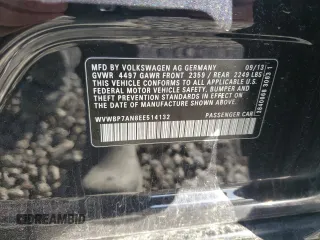 MFD BY VOLKSWAGEN AG GERMANY 09/13
GVWR 4497 GAWR FRONT 2359 / REAR 2249 LBS
THIS VEHICLE CONFORMS TO ALL APPLICABLE U.S.
FEDERAL MOTOR VEHICLE SAFETY, BUMPER AND
THEFT PREVENTION STANDARDS IN EFFECT ON THE
DATE OF MANUFACTURE SHOWN ABOVE
WVWBP7AN8EE514132 PASSENGER CAR
DREAMBID